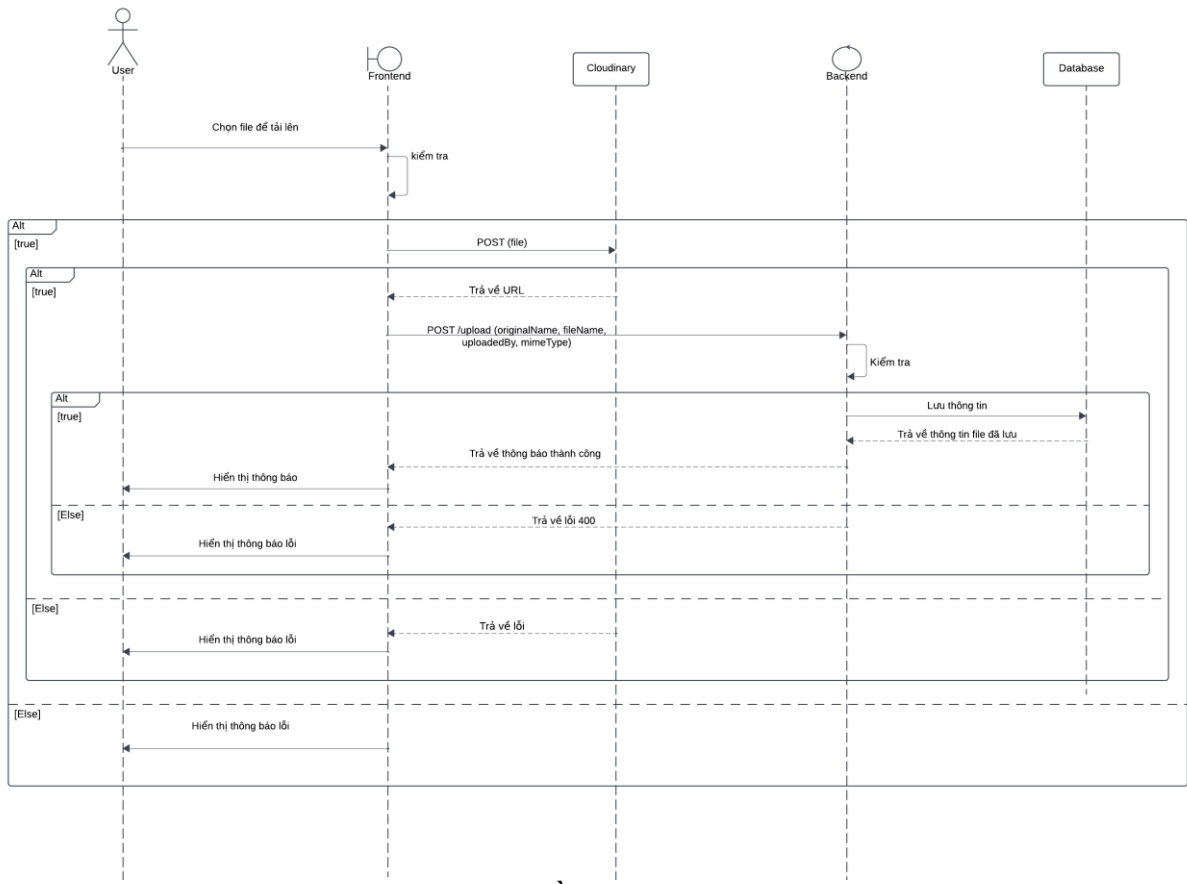 User
Frontend
Cloudinary
Backend
Database
Chọn file để tải lên
kiểm tra
Alt
[true]
POST (file)
Alt
[true]
Trả về URL
POST /upload (originalName, fileName,
uploadedBy, mimeType)
Kiểm tra
Alt
[true]
Lưu thông tin
Trả về thông tin file đã lưu
Trả về thông báo thành công
Hiển thị thông báo
[Else]
Trả về lỗi 400
Hiển thị thông báo lỗi
[Else]
Trả về lỗi
Hiển thị thông báo lỗi
[Else]
Hiển thị thông báo lỗi